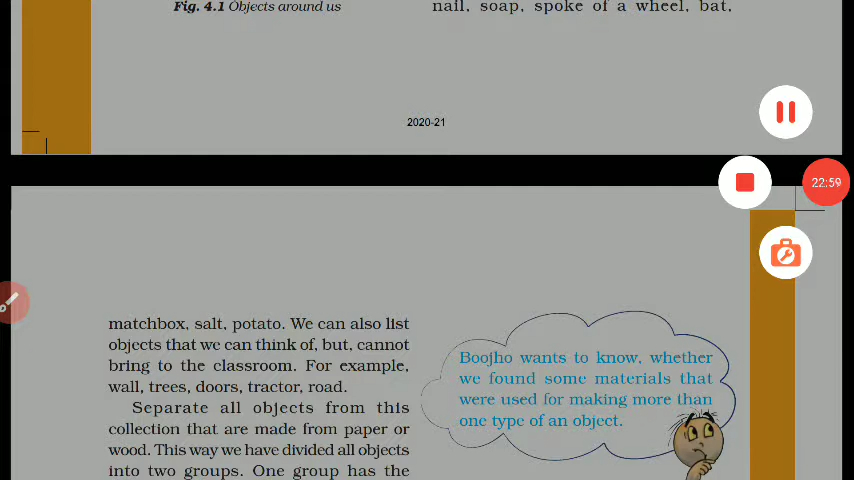 Fig. 4.1 Objects around us
nail, soap, spoke of a wheel, bat,
2020-21
22:59
matchbox, salt, potato. We can also list
objects that we can think of, but, cannot
bring to the classroom. For example,
wall, trees, doors, tractor, road.
Separate all objects from this
collection that are made from paper or
wood. This way we have divided all objects
into two groups. One group has the
Boojho wants to know, whether
we found some materials that
were used for making more than
one type of an object.